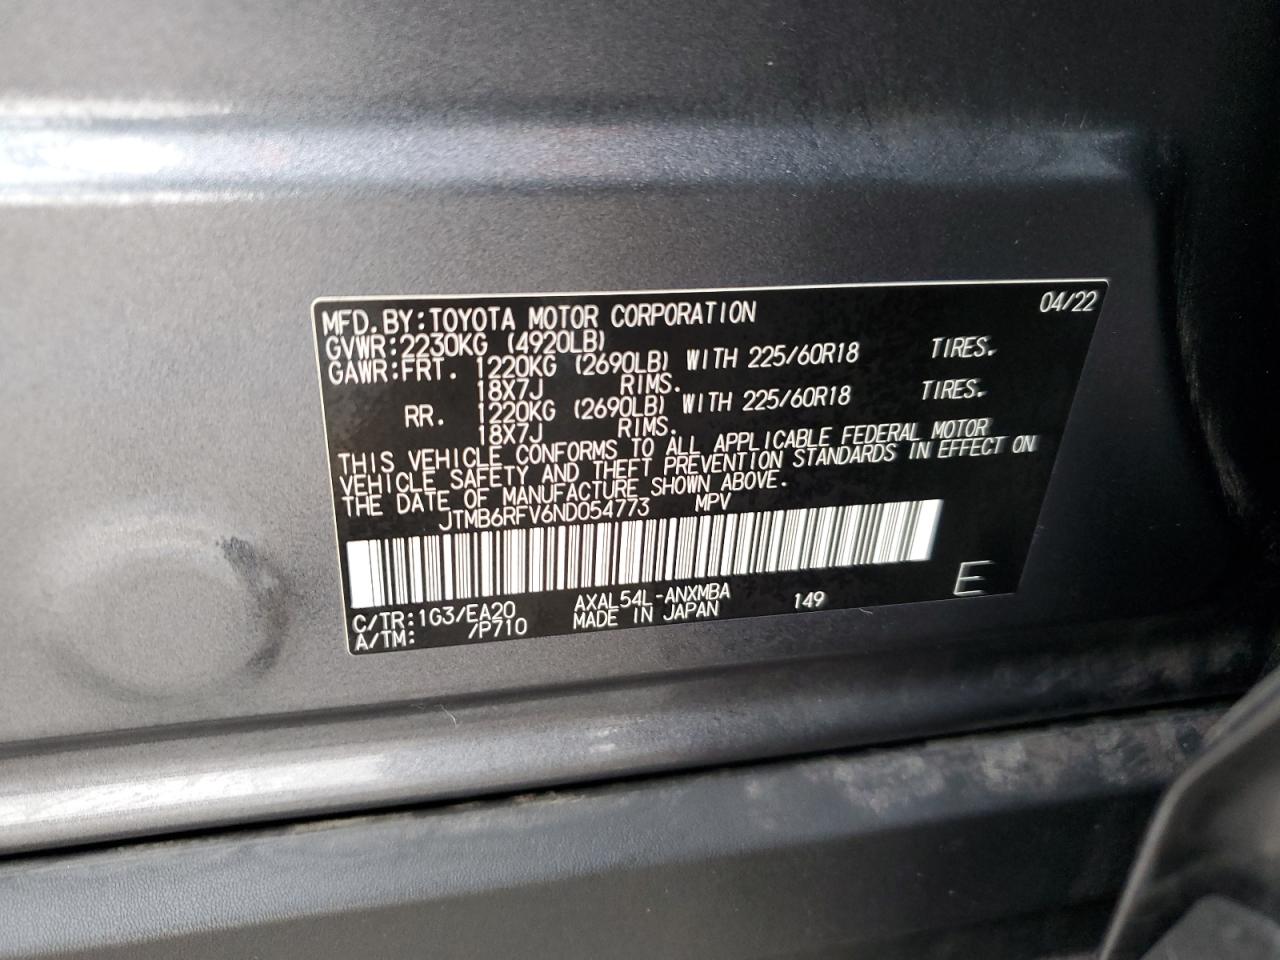 MFD.BY:TOYOTA MOTOR CORPORATION 04/22
GVWR:2230KG (4920LB)
GAWR:FRT. 1220KG (2690LB) WITH 225/60R18 TIRES.
18X7J RIMS.
RR. 1220KG (2690LB) WITH 225/60R18 TIRES.
18X7J RIMS.
THIS VEHICLE CONFORMS TO ALL APPLICABLE FEDERAL MOTOR
VEHICLE SAFETY AND THEFT PREVENTION STANDARDS IN EFFECT ON
THE DATE OF MANUFACTURE SHOWN ABOVE.
JTMB6RFV6ND054773 MPV
C/TR:1G3/EA20 AXAL54L-ANXMBA 149 E
A/TM: /P710 MADE IN JAPAN